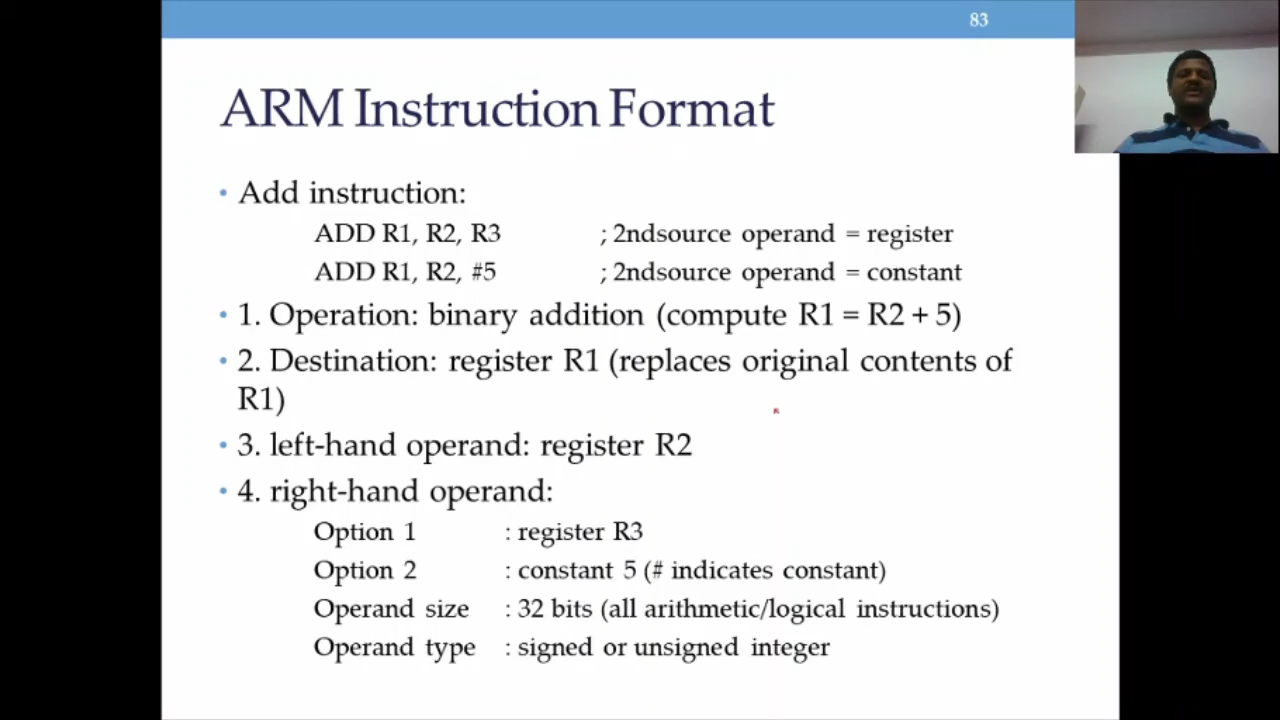 83
ARM Instruction Format
• Add instruction:
ADD R1, R2, R3 ; 2ndsource operand = register
ADD R1, R2, #5 ; 2ndsource operand = constant
• 1. Operation: binary addition (compute R1 = R2 + 5)
• 2. Destination: register R1 (replaces original contents of
R1)
• 3. left-hand operand: register R2
• 4. right-hand operand:
Option 1 : register R3
Option 2 : constant 5 (# indicates constant)
Operand size : 32 bits (all arithmetic/logical instructions)
Operand type : signed or unsigned integer